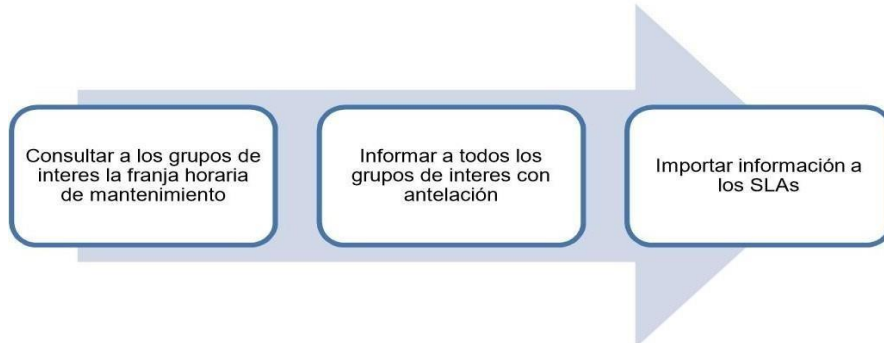 Consultar a los grupos de
interes la franja horaria
de mantenimiento
Informar a todos los
grupos de interes con
antelación
Importar información a
los SLAs